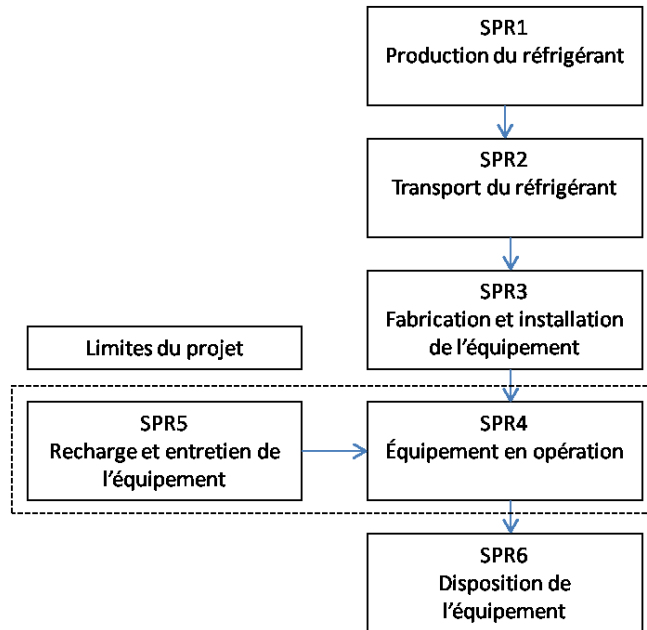 SPR1
Production du réfrigérant
SPR2
Transport du réfrigérant
SPR3
Fabrication et installation
de l'équipement
Limites du projet
SPR5
Recharge et entretien de
l'équipement
SPR4
Équipement en opération
SPR6
Disposition de
l'équipement